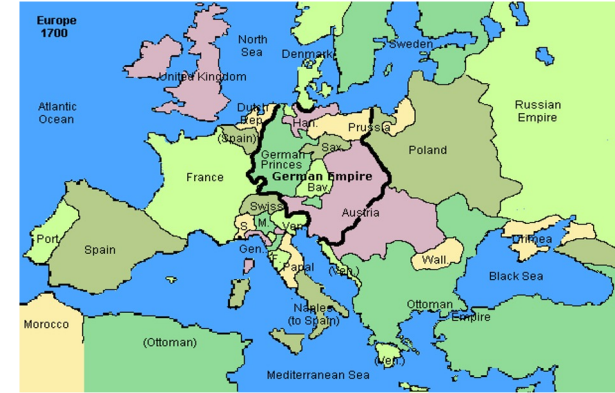 Europe
1700
North
Sea
Denmark
Sweden
United Kingdom
Atlantic
Ocean
Dutch
Rep.
(Spain)
Han.
Prussia
Russian
Empire
German
Princes
Sax.
Poland
France
German Empire
Bav.
Swiss
Austria
Port.
Spain
S.
M.
Ven.
Gen.
F.
Papal
(Ven.)
Wall.
Crimea
Black Sea
Naples
(to Spain)
Ottoman
Empire
Morocco
(Ottoman)
(Ven.)
Mediterranean Sea